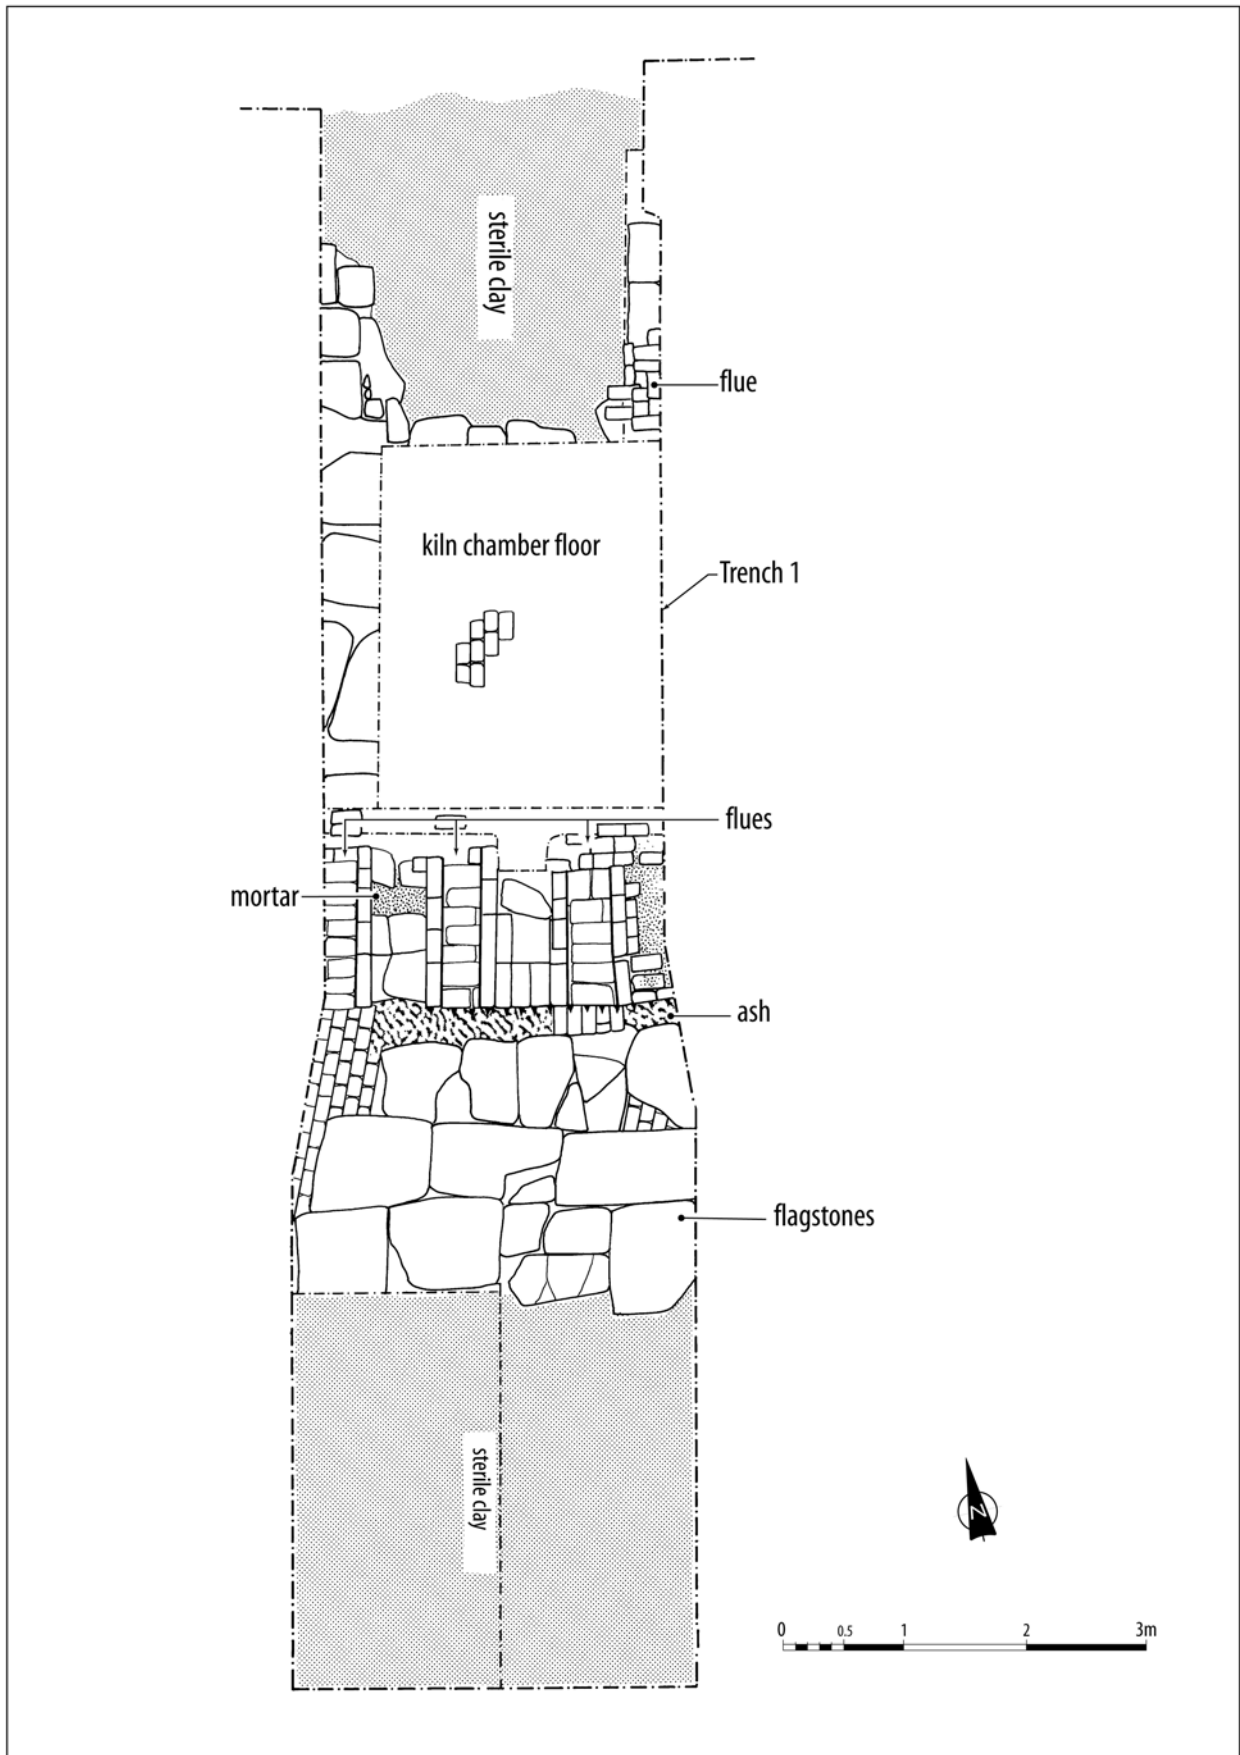 sterile clay
flue
kiln chamber floor
Trench 1
flues
mortar
ash
flagstones
sterile clay
N
0 0.5 1 2 3m